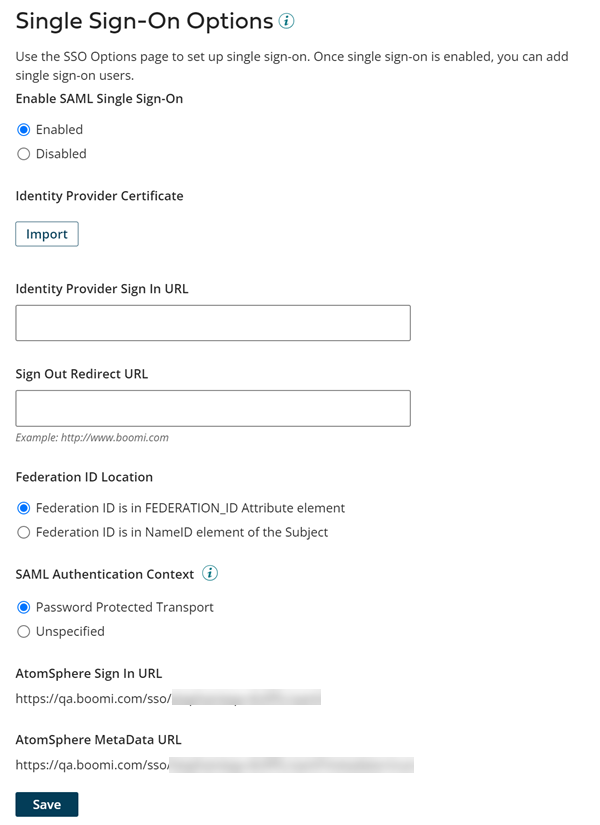 Single Sign-On Options
Use the SSO Options page to set up single sign-on. Once single sign-on is enabled, you can add
single sign-on users.
Enable SAML Single Sign-On
Enabled
Disabled
Identity Provider Certificate
Import
Identity Provider Sign In URL
Sign Out Redirect URL
Example: http://www.boomi.com
Federation ID Location
Federation ID is in FEDERATION_ID Attribute element
Federation ID is in NameID element of the Subject
SAML Authentication Context
Password Protected Transport
Unspecified
AtomSphere Sign In URL
https://qa.boomi.com/sso/
AtomSphere MetaData URL
https://qa.boomi.com/sso/
Save